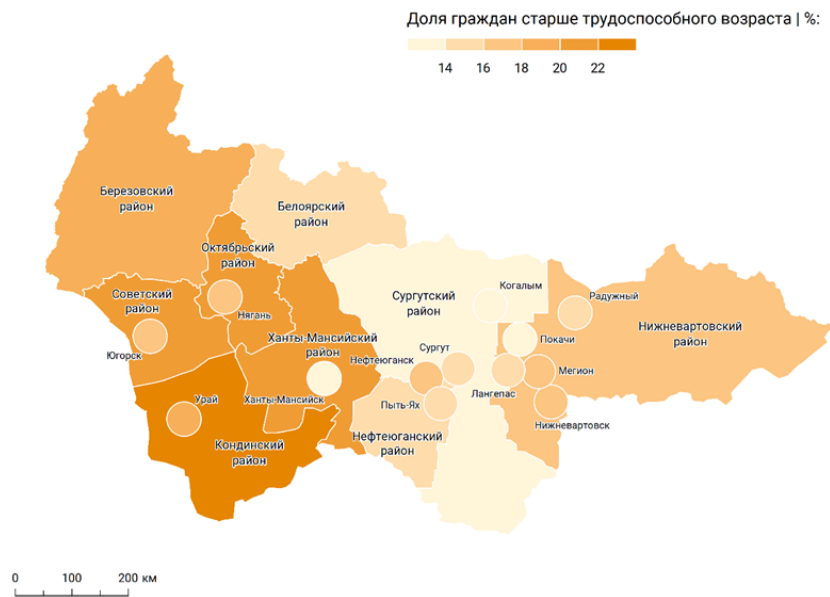 Доля граждан старше трудоспособного возраста | %:
14 16 18 20 22
Березовский
район
Белоярский
район
Октябрьский
район
Советский
район
Нягань
Югорск
Ханты-Мансийский
район
Сургутский
район
Когалым
Радужный
Нижневартовский
район
Покачи
Сургут
Нефтеюганск
Мегион
Лангепас
Пыть-Ях
Нижневартовск
Урай
Ханты-Мансийск
Кондинский
район
Нефтеюганский
район
0 100 200 км